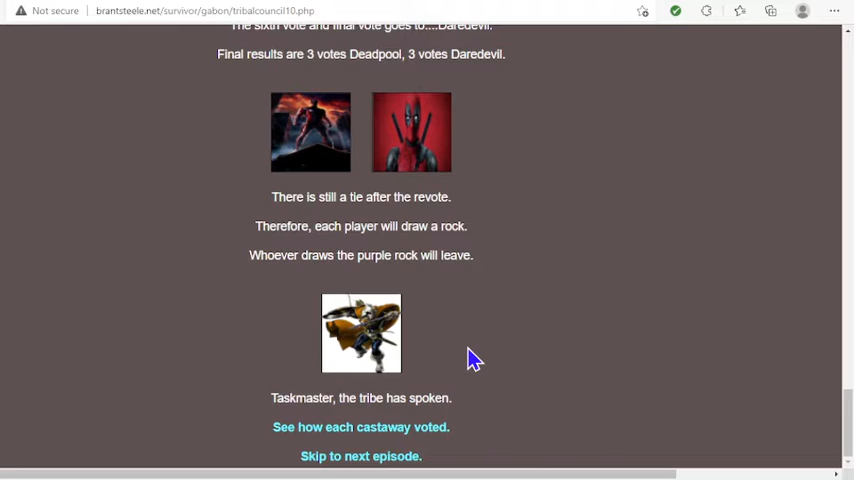 Not secure
brantsteele.net/survivor/gabon/tribalcouncil10.php
The sixth vote and final vote goes to....Daredevil.
Final results are 3 votes Deadpool, 3 votes Daredevil.
There is still a tie after the revote.
Therefore, each player will draw a rock.
Whoever draws the purple rock will leave.
Taskmaster, the tribe has spoken.
See how each castaway voted.
Skip to next episode.